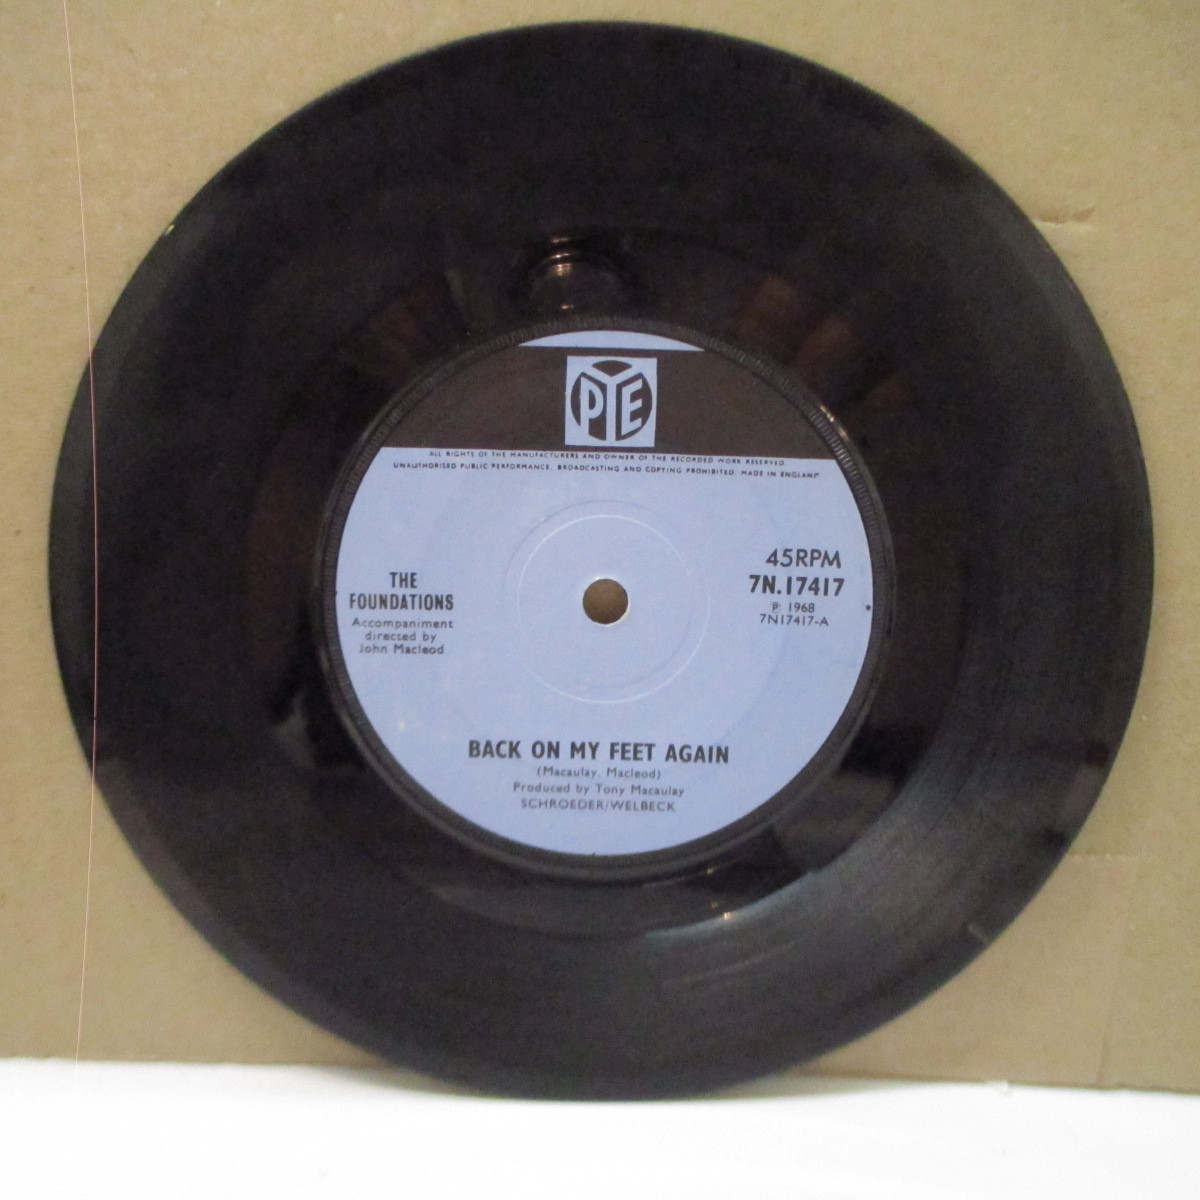 PYE
ALL RIGHTS OF THE MANUFACTURERS AND OWNER OF THE RECORDED WORK RESERVED.
UNAUTHORISED PUBLIC PERFORMANCE, BROADCASTING AND COPYING PROHIBITED. MADE IN ENGLAND
45RPM
7N.17417
℗ 1968
7N17417-A
THE
FOUNDATIONS
Accompaniment
directed by
John Macleod
BACK ON MY FEET AGAIN
(Macaulay, Macleod)
Produced by Tony Macaulay
SCHROEDER/WELBECK